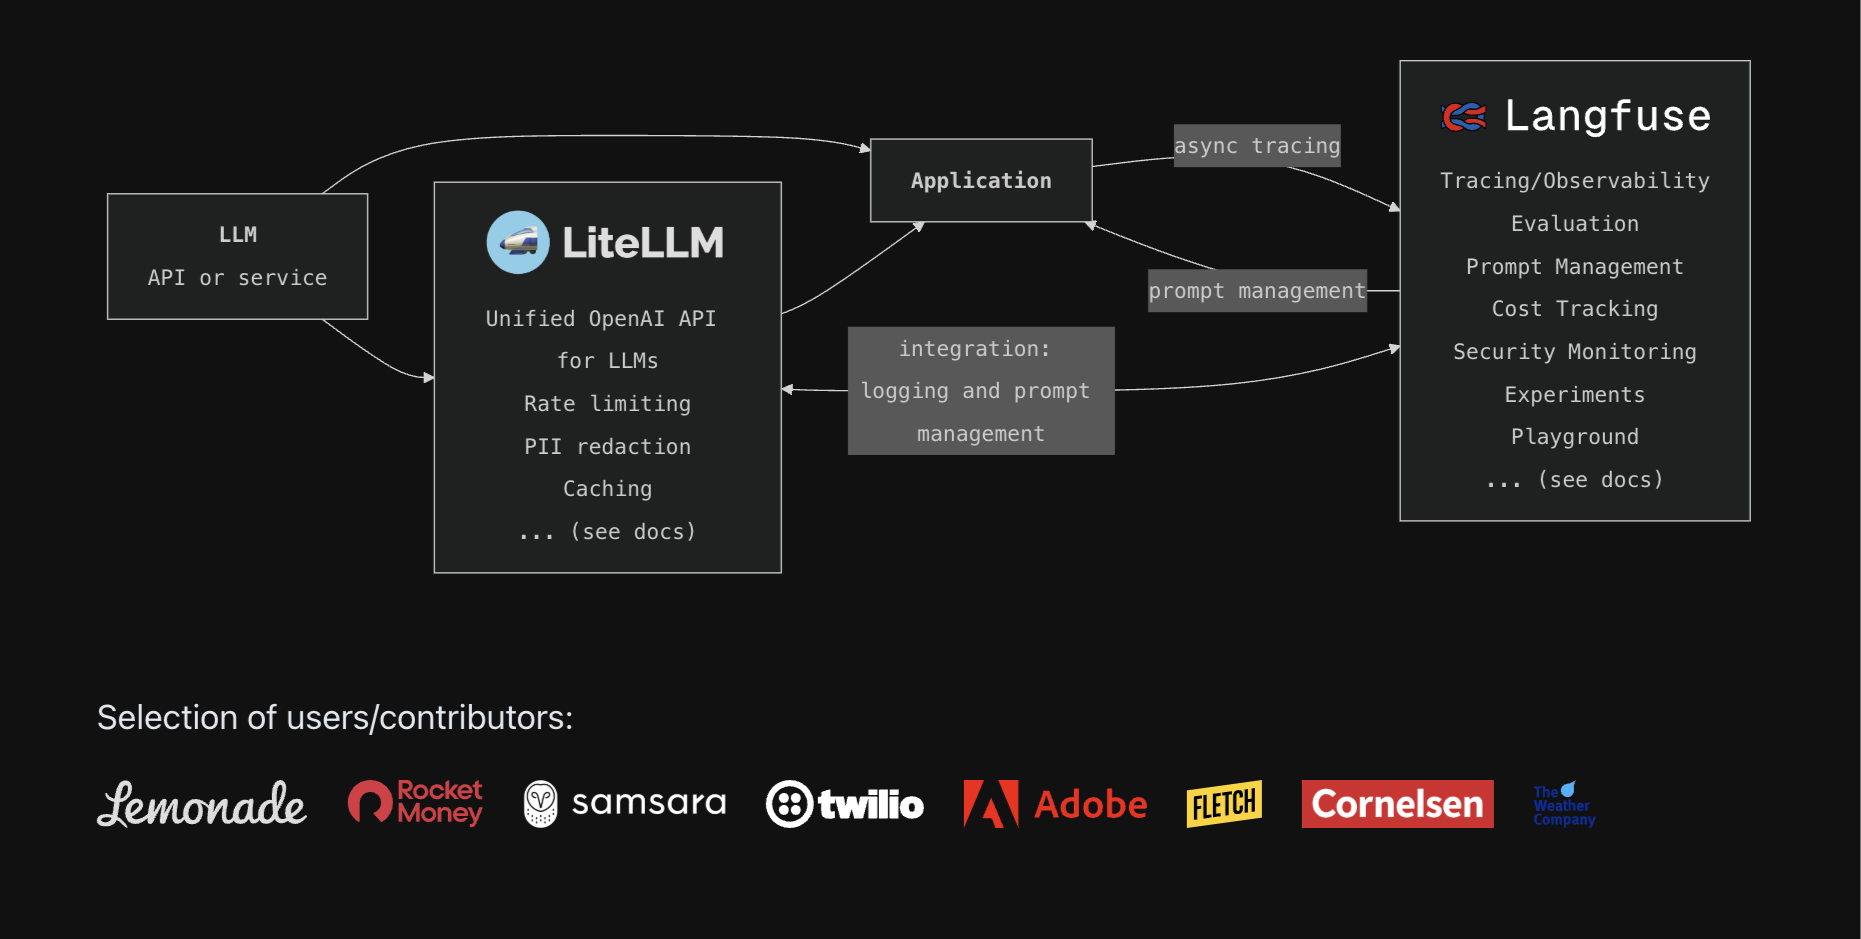 LLM
API or service
LiteLLM
Unified OpenAI API
for LLMs
Rate limiting
PII redaction
Caching
... (see docs)
Application
async tracing
prompt management
integration:
logging and prompt
management
Langfuse
Tracing/Observability
Evaluation
Prompt Management
Cost Tracking
Security Monitoring
Experiments
Playground
... (see docs)
Selection of users/contributors:
Lemonade
Rocket
Money
samsara
twilio
Adobe
FLETCH
Cornelsen
The
Weather
Company